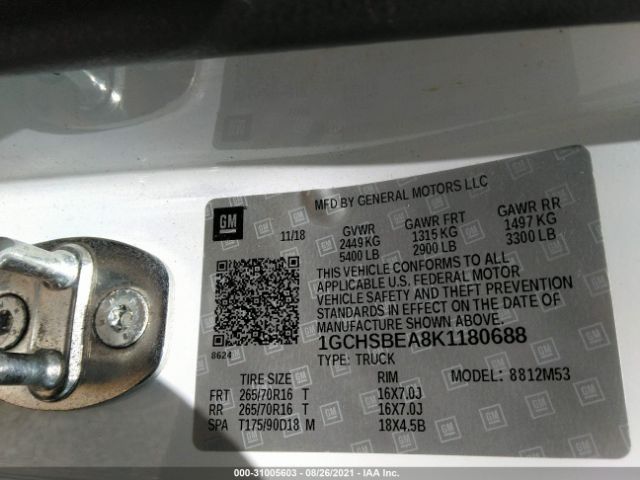 MFD BY GENERAL MOTORS LLC
GM
11/18 GVWR GAWR FRT GAWR RR
2449 KG 1315 KG 1497 KG
5400 LB 2900 LB 3300 LB
THIS VEHICLE CONFORMS TO ALL
APPLICABLE U.S. FEDERAL MOTOR
VEHICLE SAFETY AND THEFT PREVENTION
STANDARDS IN EFFECT ON THE DATE OF
MANUFACTURE SHOWN ABOVE.
8624
1GCHSBEA8K1180688
TYPE: TRUCK
TIRE SIZE RIM MODEL: 8812M53
FRT 265/70R16 T 16X7.0J
RR 265/70R16 T 16X7.0J
SPA T175/90D18 M 18X4.5B
000-31005603 - 08/26/2021 - IAA Inc.